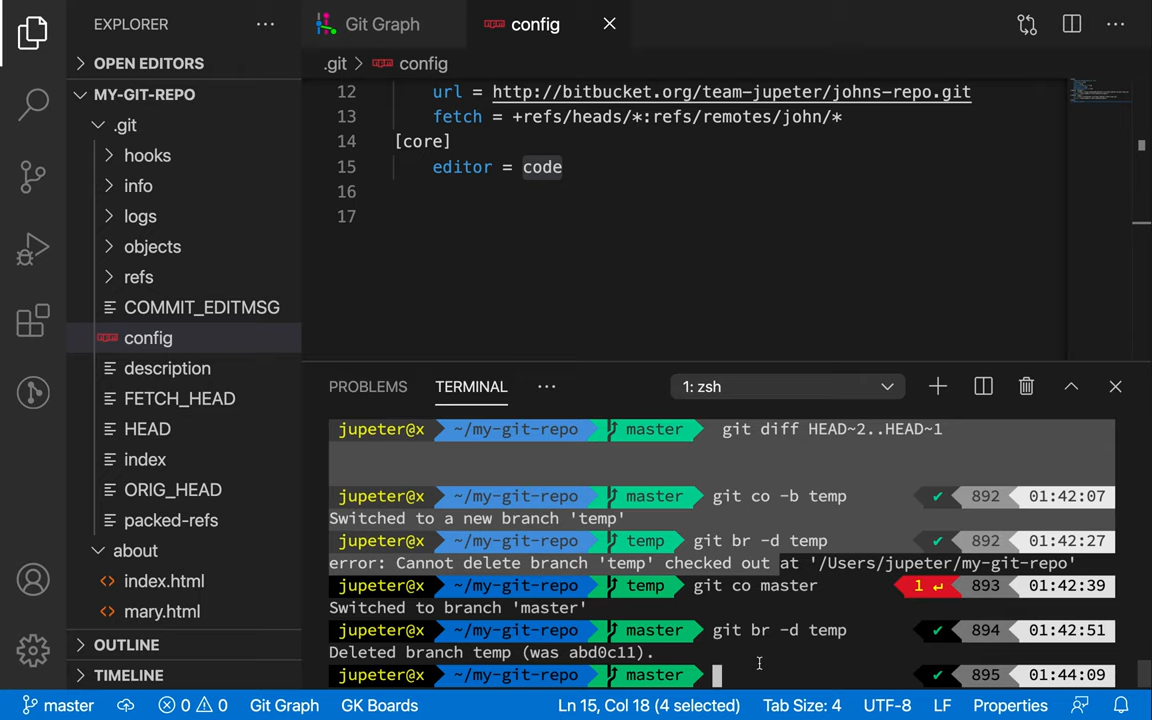 EXPLORER
Git Graph
config
OPEN EDITORS
MY-GIT-REPO
.git
hooks
info
logs
objects
refs
COMMIT_EDITMSG
config
description
FETCH_HEAD
HEAD
index
ORIG_HEAD
packed-refs
about
index.html
mary.html
OUTLINE
TIMELINE
.git > config
12 url = http://bitbucket.org/team-jupeter/johns-repo.git
13 fetch = +refs/heads/*:refs/remotes/john/*
14 [core]
15 editor = code
16
17
PROBLEMS TERMINAL ... 1: zsh
jupeter@x ~/my-git-repo master git diff HEAD~2..HEAD~1
jupeter@x ~/my-git-repo master git co -b temp ✔ 892 01:42:07
Switched to a new branch 'temp'
jupeter@x ~/my-git-repo temp git br -d temp ✔ 892 01:42:27
error: Cannot delete branch 'temp' checked out at '/Users/jupeter/my-git-repo'
jupeter@x ~/my-git-repo temp git co master 1 ↵ 893 01:42:39
Switched to branch 'master'
jupeter@x ~/my-git-repo master git br -d temp ✔ 894 01:42:51
Deleted branch temp (was abd0c11).
jupeter@x ~/my-git-repo master ✔ 895 01:44:09
master 0 0 Git Graph GK Boards Ln 15, Col 18 (4 selected) Tab Size: 4 UTF-8 LF Properties